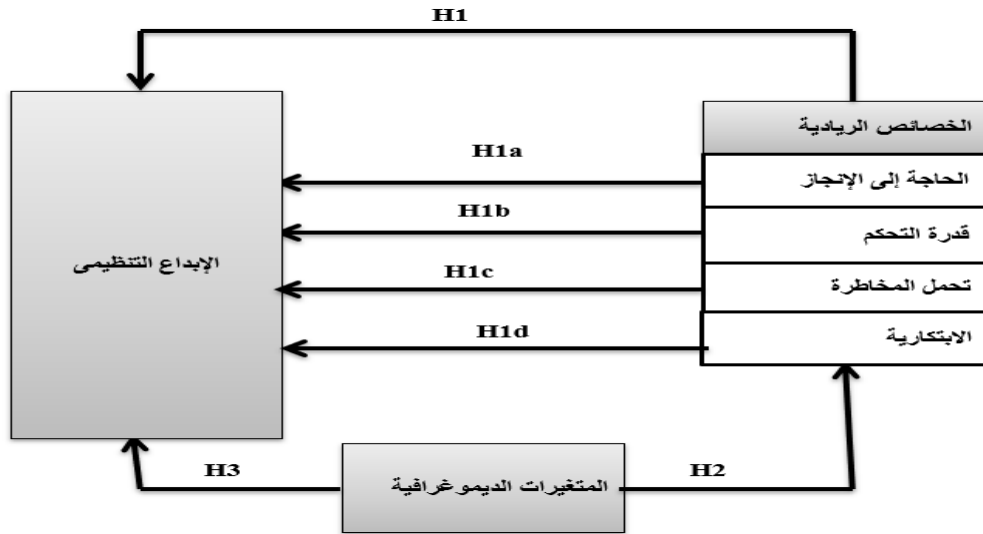 H1
الخصائص الريادية
H1a
الحاجة إلى الإنجاز
H1b
قدرة التحكم
الإبداع التنظيمى
H1c
تحمل المخاطرة
H1d
الابتكارية
H3
المتغيرات الديموغرافية
H2